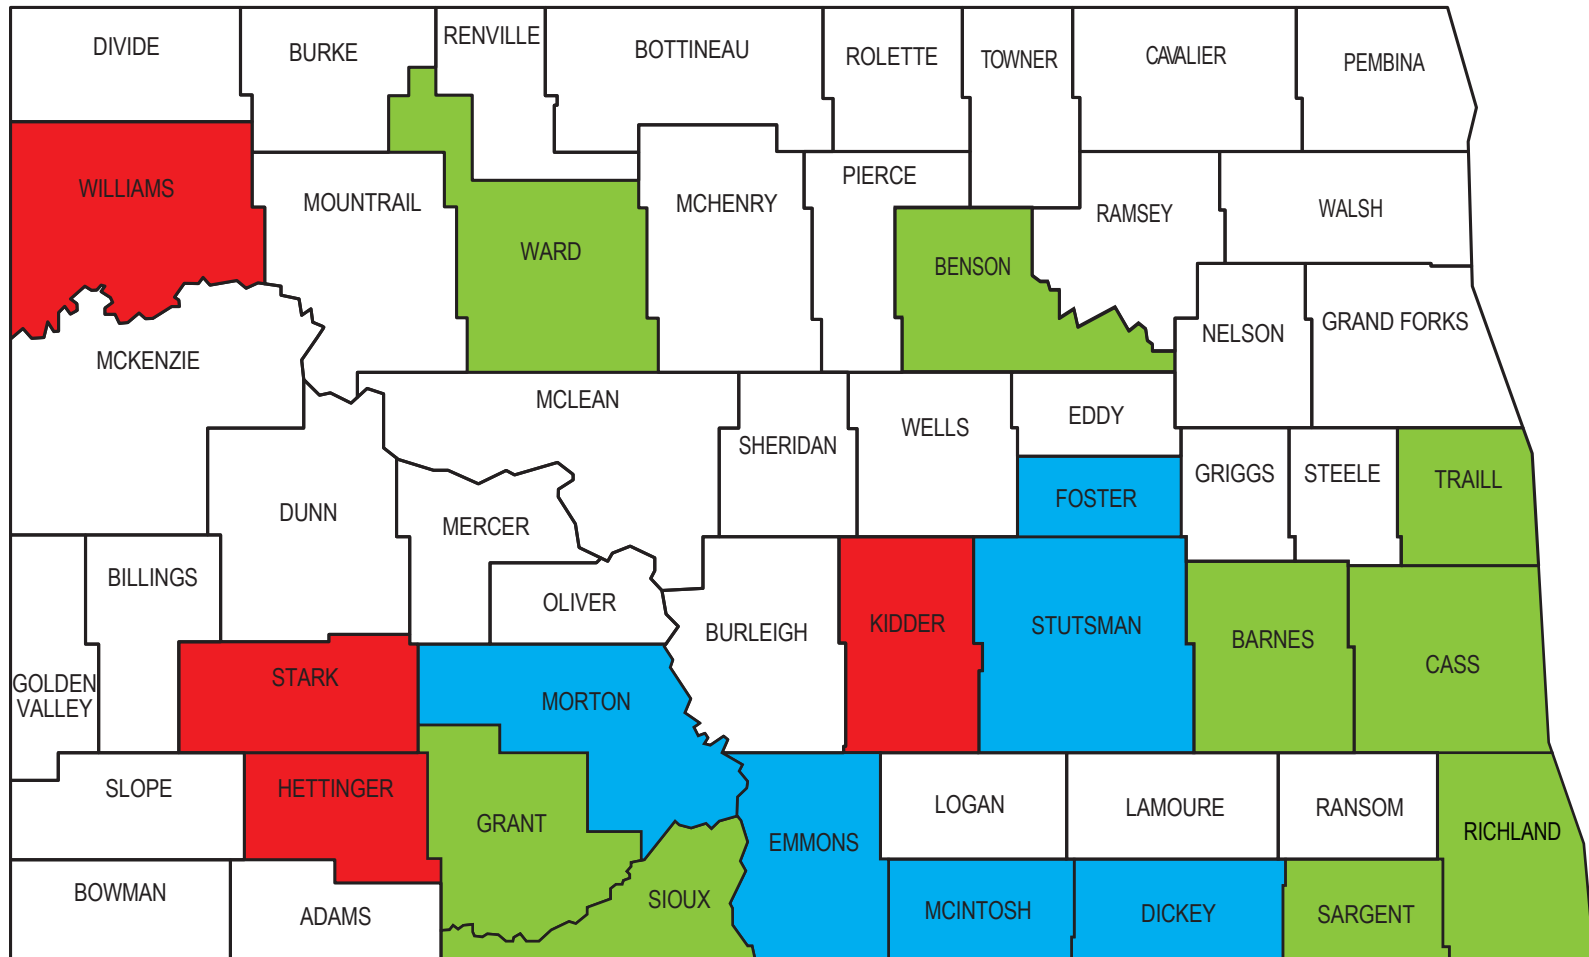 DIVIDE
BURKE
RENVILLE
BOTTINEAU
ROLETTE
TOWNER
CAVALIER
PEMBINA
WILLIAMS
MOUNTRAIL
WARD
MCHENRY
PIERCE
BENSON
RAMSEY
WALSH
MCKENZIE
NELSON
GRAND FORKS
MCLEAN
SHERIDAN
WELLS
EDDY
FOSTER
GRIGGS
STEELE
TRAILL
DUNN
MERCER
BILLINGS
OLIVER
BURLEIGH
KIDDER
STUTSMAN
BARNES
CASS
GOLDEN
VALLEY
STARK
MORTON
SLOPE
HETTINGER
GRANT
EMMONS
LOGAN
LAMOURE
RANSOM
RICHLAND
BOWMAN
ADAMS
SIOUX
MCINTOSH
DICKEY
SARGENT